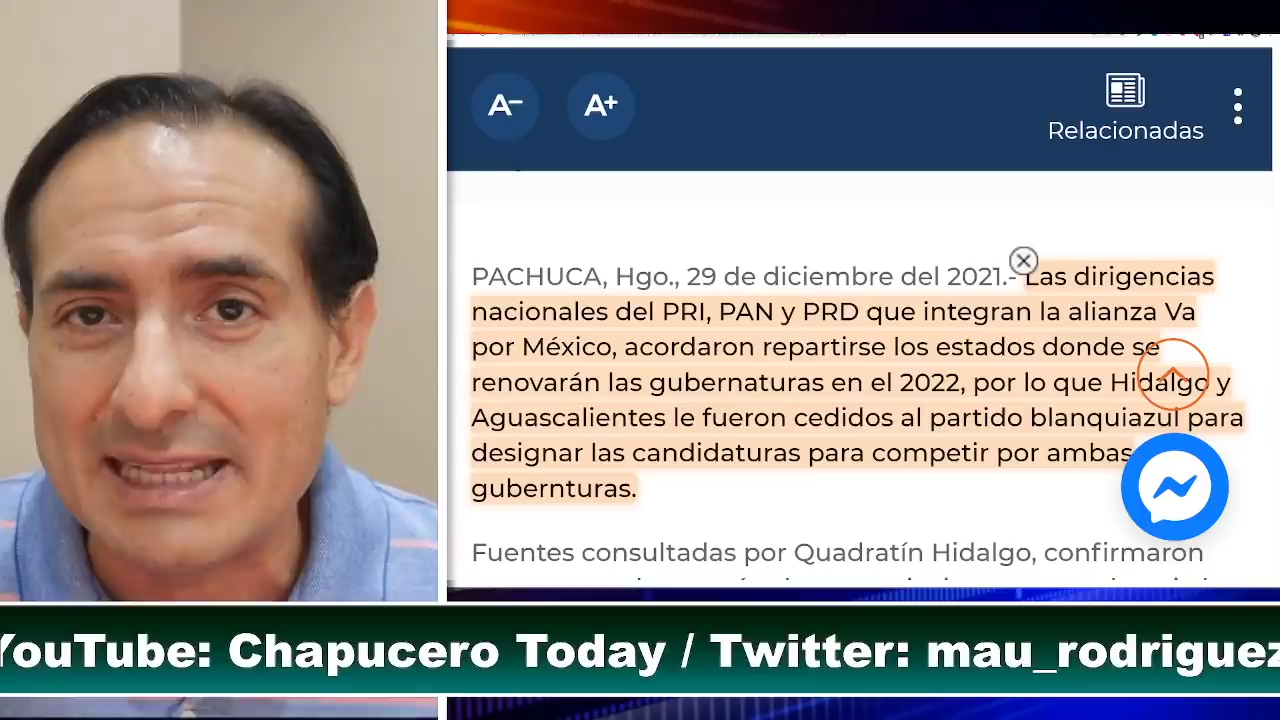 A- A+
Relacionadas
PACHUCA, Hgo., 29 de diciembre del 2021.- Las dirigencias
nacionales del PRI, PAN y PRD que integran la alianza Va
por México, acordaron repartirse los estados donde se
renovarán las gubernaturas en el 2022, por lo que Hidalgo y
Aguascalientes le fueron cedidos al partido blanquiazul para
designar las candidaturas para competir por ambas
gubernturas.
Fuentes consultadas por Quadratín Hidalgo, confirmaron
YouTube: Chapucero Today / Twitter: mau_rodriguez